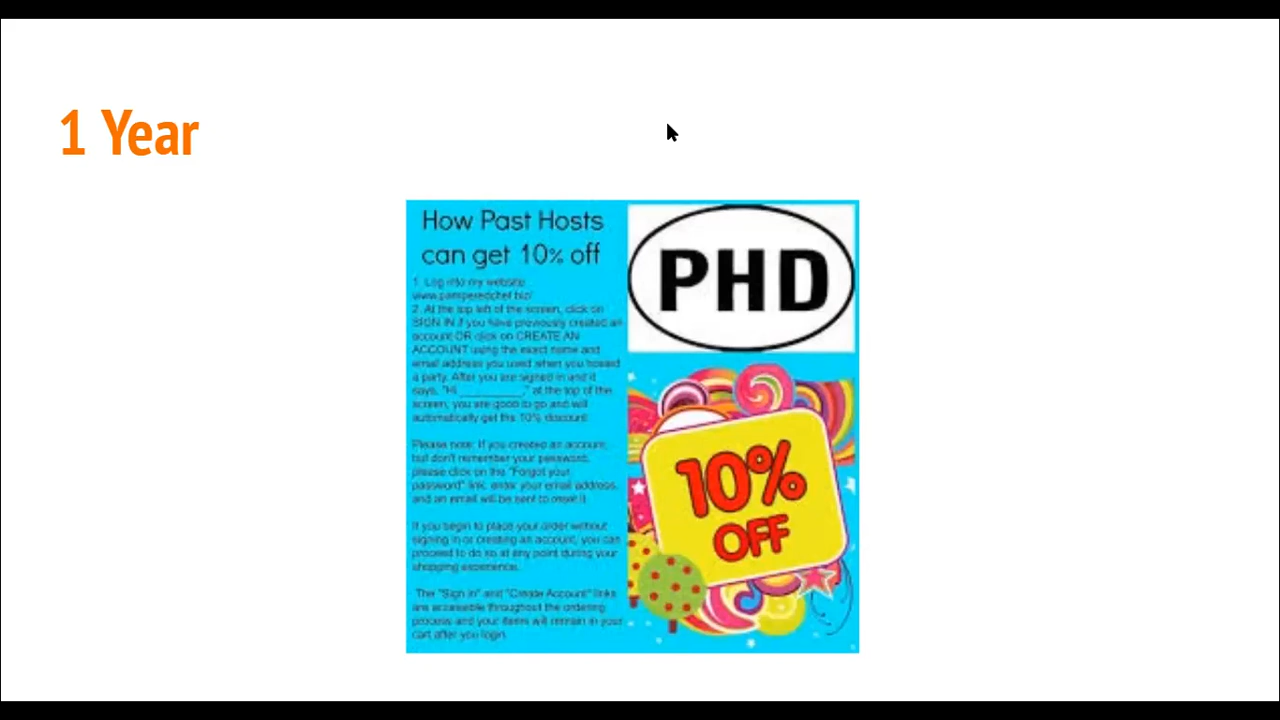 1 Year
How Past Hosts
can get 10% off
1. Log into my website
www.pamperedchef.biz/
2. At the top left of the screen, click on
SIGN IN if you have previously created an
account OR click on CREATE AN
ACCOUNT using the exact name and
email address you used when you hosted
a party. After you are signed in and it
says, "Hi __________," at the top of the
screen, you are good to go and will
automatically get the 10% discount.
Please note: If you created an account,
but don't remember your password,
please click on the "Forgot your
password" link, enter your email address,
and an email will be sent to reset it.
If you begin to place your order without
signing in or creating an account, you can
proceed to do so at any point during your
shopping experience.
The "Sign in" and "Create Account" links
are accessible throughout the ordering
process and your items will remain in your
cart after you login.
PHD
10%
OFF